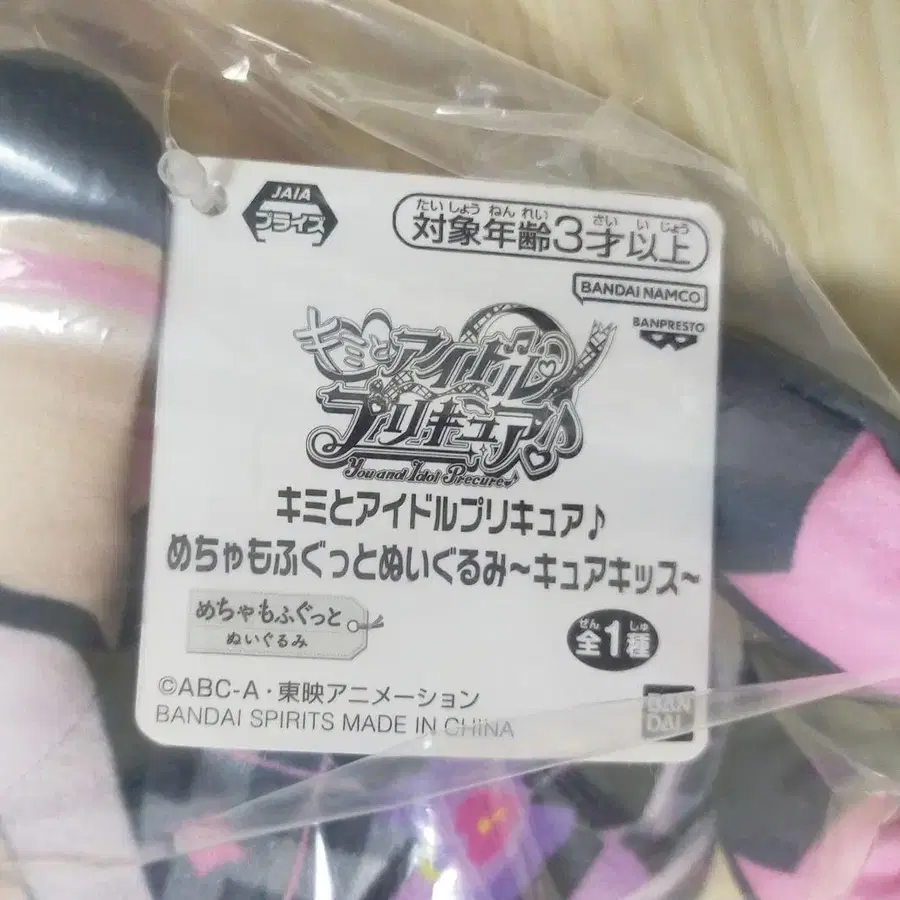 JAIA
プライズ
たいしょうねんれい さい いじょう
対象年齢3才以上
BANDAI NAMCO
BANPRESTO
キミとアイドル
プリキュア♪
You and Idol Precure♪
キミとアイドルプリキュア♪
めちゃもふぐっとぬいぐるみ~キュアキッス~
めちゃもふぐっと
ぬいぐるみ
ぜん しゅ
全1種
©ABC-A・東映アニメーション
BANDAI SPIRITS MADE IN CHINA
BAN
DAI